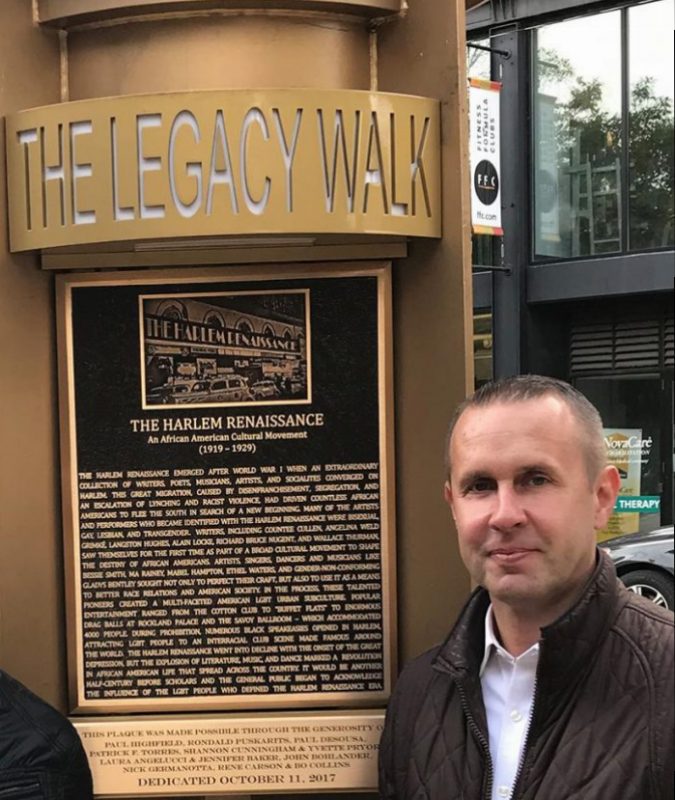 THE LEGACY WALK
THE HARLEM RENAISSANCE
THE HARLEM RENAISSANCE
An African American Cultural Movement
(1919 – 1929)
THE HARLEM RENAISSANCE EMERGED AFTER WORLD WAR I WHEN AN EXTRAORDINARY
COLLECTION OF WRITERS, POETS, MUSICIANS, ARTISTS, AND SOCIALITES CONVERGED ON
HARLEM. THIS GREAT MIGRATION, CAUSED BY DISENFRANCHISEMENT, SEGREGATION, AND
AN ESCALATION OF LYNCHING AND RACIST VIOLENCE, HAD DRIVEN COUNTLESS AFRICAN
AMERICANS TO FLEE THE SOUTH IN SEARCH OF A NEW BEGINNING. MANY OF THE ARTISTS
AND PERFORMERS WHO BECAME IDENTIFIED WITH THE HARLEM RENAISSANCE WERE BISEXUAL,
GAY, LESBIAN, AND TRANSGENDER. WRITERS, INCLUDING COUNTEE CULLEN, ANGELINA WELD
GRIMKÉ, LANGSTON HUGHES, ALAIN LOCKE, RICHARD BRUCE NUGENT, AND WALLACE THURMAN,
SAW THEMSELVES FOR THE FIRST TIME AS PART OF A BROAD CULTURAL MOVEMENT TO SHAPE
THE DESTINY OF AFRICAN AMERICANS. ARTISTS, SINGERS, DANCERS AND MUSICIANS LIKE
BESSIE SMITH, MA RAINEY, MABEL HAMPTON, ETHEL WATERS, AND GENDER-NON-CONFORMING
GLADYS BENTLEY SOUGHT NOT ONLY TO PERFECT THEIR CRAFT, BUT ALSO TO USE IT AS A MEANS
TO BETTER RACE RELATIONS AND AMERICAN SOCIETY. IN THE PROCESS, THESE TALENTED
PIONEERS CREATED A MULTI-FACETED AMERICAN LGBT URBAN SUBCULTURE. POPULAR
ENTERTAINMENT RANGED FROM THE COTTON CLUB TO "BUFFET FLATS" TO ENORMOUS
DRAG BALLS AT ROCKLAND PALACE AND THE SAVOY BALLROOM – WHICH ACCOMMODATED
4000 PEOPLE. DURING PROHIBITION, NUMEROUS BLACK SPEAKEASIES OPENED IN HARLEM,
ATTRACTING LGBT PEOPLE TO AN INTERRACIAL CLUB SCENE MADE FAMOUS AROUND
THE WORLD. THE HARLEM RENAISSANCE WENT INTO DECLINE WITH THE ONSET OF THE GREAT
DEPRESSION, BUT THE EXPLOSION OF LITERATURE, MUSIC, AND DANCE MARKED A REVOLUTION
IN AFRICAN AMERICAN LIFE THAT SPREAD ACROSS THE COUNTRY. IT WOULD BE ANOTHER
HALF-CENTURY BEFORE SCHOLARS AND THE GENERAL PUBLIC BEGAN TO ACKNOWLEDGE
THE INFLUENCE OF THE LGBT PEOPLE WHO DEFINED THE HARLEM RENAISSANCE ERA.
THIS PLAQUE WAS MADE POSSIBLE THROUGH THE GENEROSITY O
PAUL HIGHFIELD, RONALD PUSKARITS, PAUL DESOUSA,
PATRICK F. TORRES, SHANNON CUNNINGHAM & YVETTE PRYOR
LAURA ANGELUCCI & JENNIFER BAKER, JOHN BOHLANDER,
NICK GERMANOTTA, RENE CARSON & BO COLLINS
DEDICATED OCTOBER 11, 2017
FITNESS
FORMULA
CLUBS
FFC
ffc.com
NovaCare
REHABILITATION
THERAPY